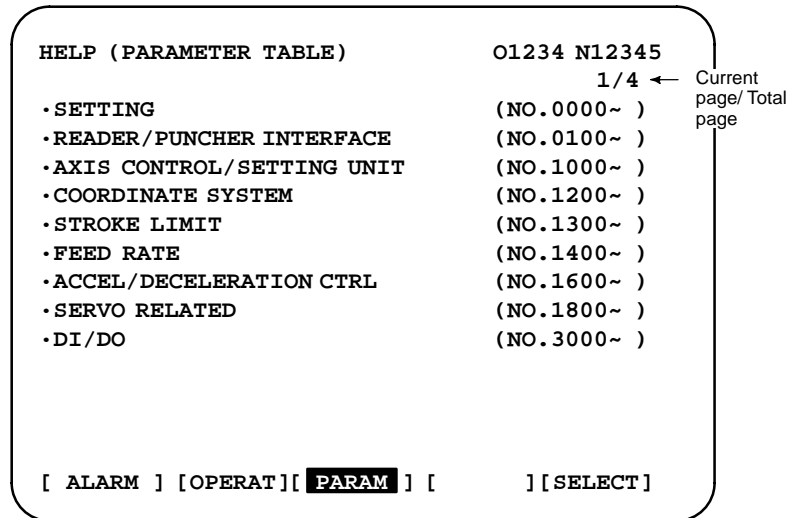 HELP (PARAMETER TABLE) O1234 N12345
1/4 ← Current page/ Total page
·SETTING (NO.0000~ )
·READER/PUNCHER INTERFACE (NO.0100~ )
·AXIS CONTROL/SETTING UNIT (NO.1000~ )
·COORDINATE SYSTEM (NO.1200~ )
·STROKE LIMIT (NO.1300~ )
·FEED RATE (NO.1400~ )
·ACCEL/DECELERATION CTRL (NO.1600~ )
·SERVO RELATED (NO.1800~ )
·DI/DO (NO.3000~ )
[ ALARM ] [OPERAT][ PARAM ] [ ][SELECT]